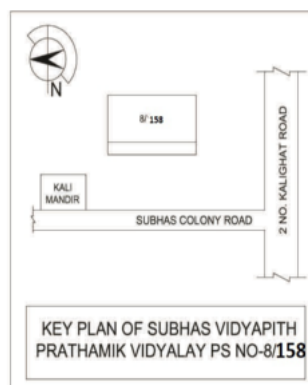 N
8/158
KALI
MANDIR
SUBHAS COLONY ROAD
2 NO. KALIGHAT ROAD
KEY PLAN OF SUBHAS VIDYAPITH
PRATHAMIK VIDYALAY PS NO-8/158